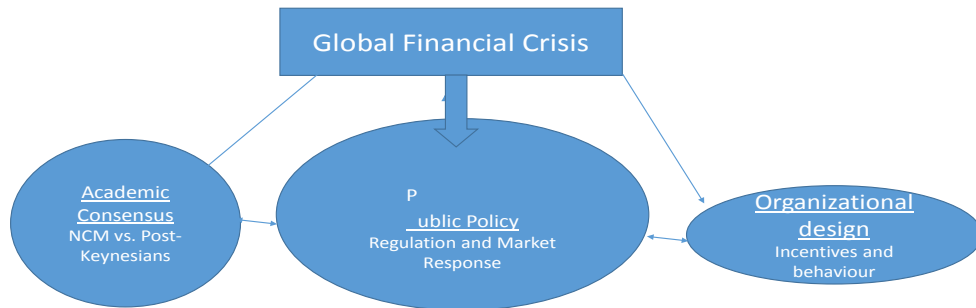 Global Financial Crisis
Academic
Consensus
NCM vs. Post-
Keynesians
P
ublic Policy
Regulation and Market
Response
Organizational
design
Incentives and
behaviour